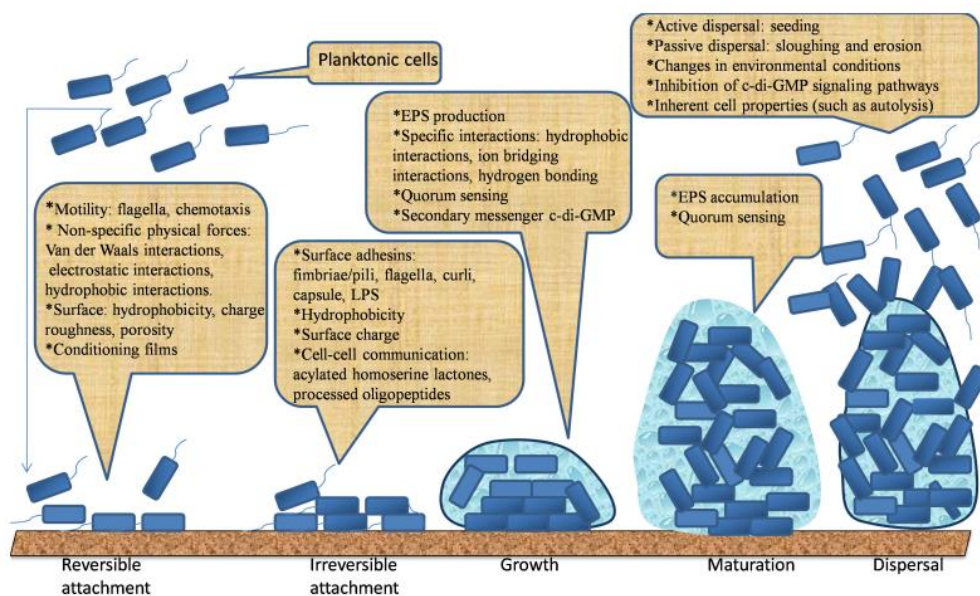 Planktonic cells
*Motility: flagella, chemotaxis
* Non-specific physical forces:
Van der Waals interactions,
electrostatic interactions,
hydrophobic interactions.
*Surface: hydrophobicity, charge
roughness, porosity
*Conditioning films
*Surface adhesins:
fimbriae/pili, flagella, curli,
capsule, LPS
*Hydrophobicity
*Surface charge
*Cell-cell communication:
acylated homoserine lactones,
processed oligopeptides
*EPS production
*Specific interactions: hydrophobic
interactions, ion bridging
interactions, hydrogen bonding
*Quorum sensing
*Secondary messenger c-di-GMP
*EPS accumulation
*Quorum sensing
*Active dispersal: seeding
*Passive dispersal: sloughing and erosion
*Changes in environmental conditions
*Inhibition of c-di-GMP signaling pathways
*Inherent cell properties (such as autolysis)
Reversible
attachment
Irreversible
attachment
Growth
Maturation
Dispersal